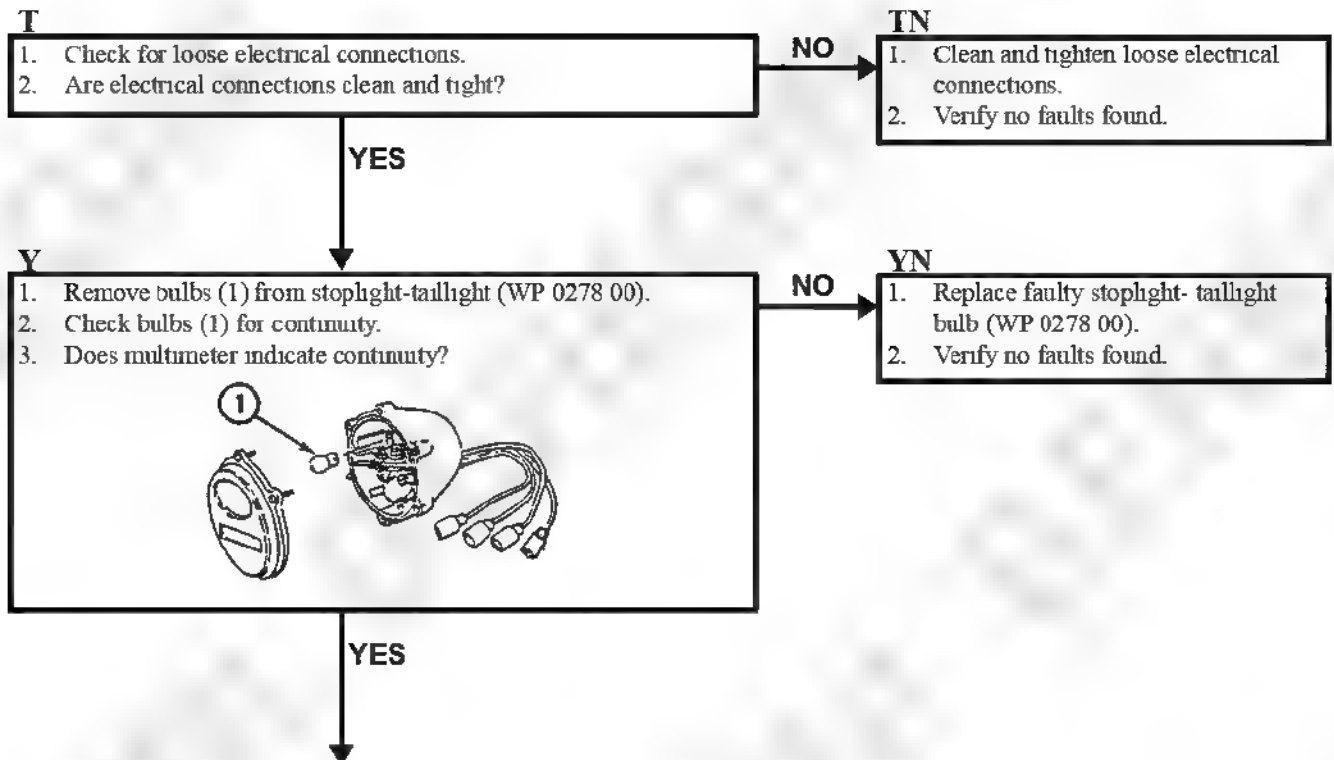 T
1. Check for loose electrical connections.
2. Are electrical connections clean and tight?
NO
TN
1. Clean and tighten loose electrical
connections.
2. Verify no faults found.
YES
Y
1. Remove bulbs (1) from stoplight-taillight (WP 0278 00).
2. Check bulbs (1) for continuity.
3. Does multimeter indicate continuity?
NO
YN
1. Replace faulty stoplight- taillight
bulb (WP 0278 00).
2. Verify no faults found.
1
YES